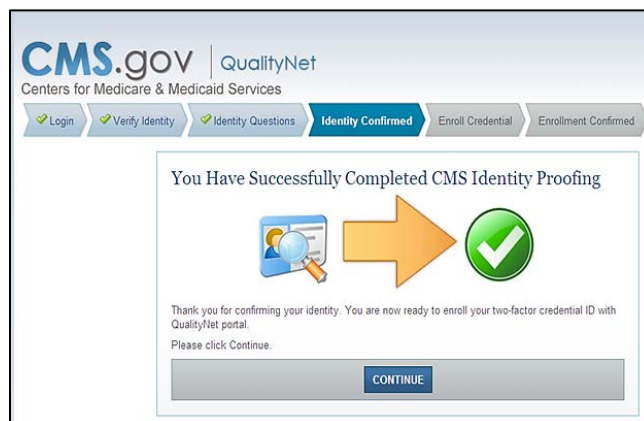 CMS.gov | QualityNet
Centers for Medicare & Medicaid Services
Login Verify Identity Identity Questions Identity Confirmed Enroll Credential Enrollment Confirmed
You Have Successfully Completed CMS Identity Proofing
Thank you for confirming your identity. You are now ready to enroll your two-factor credential ID with
QualityNet portal.
Please click Continue.
CONTINUE